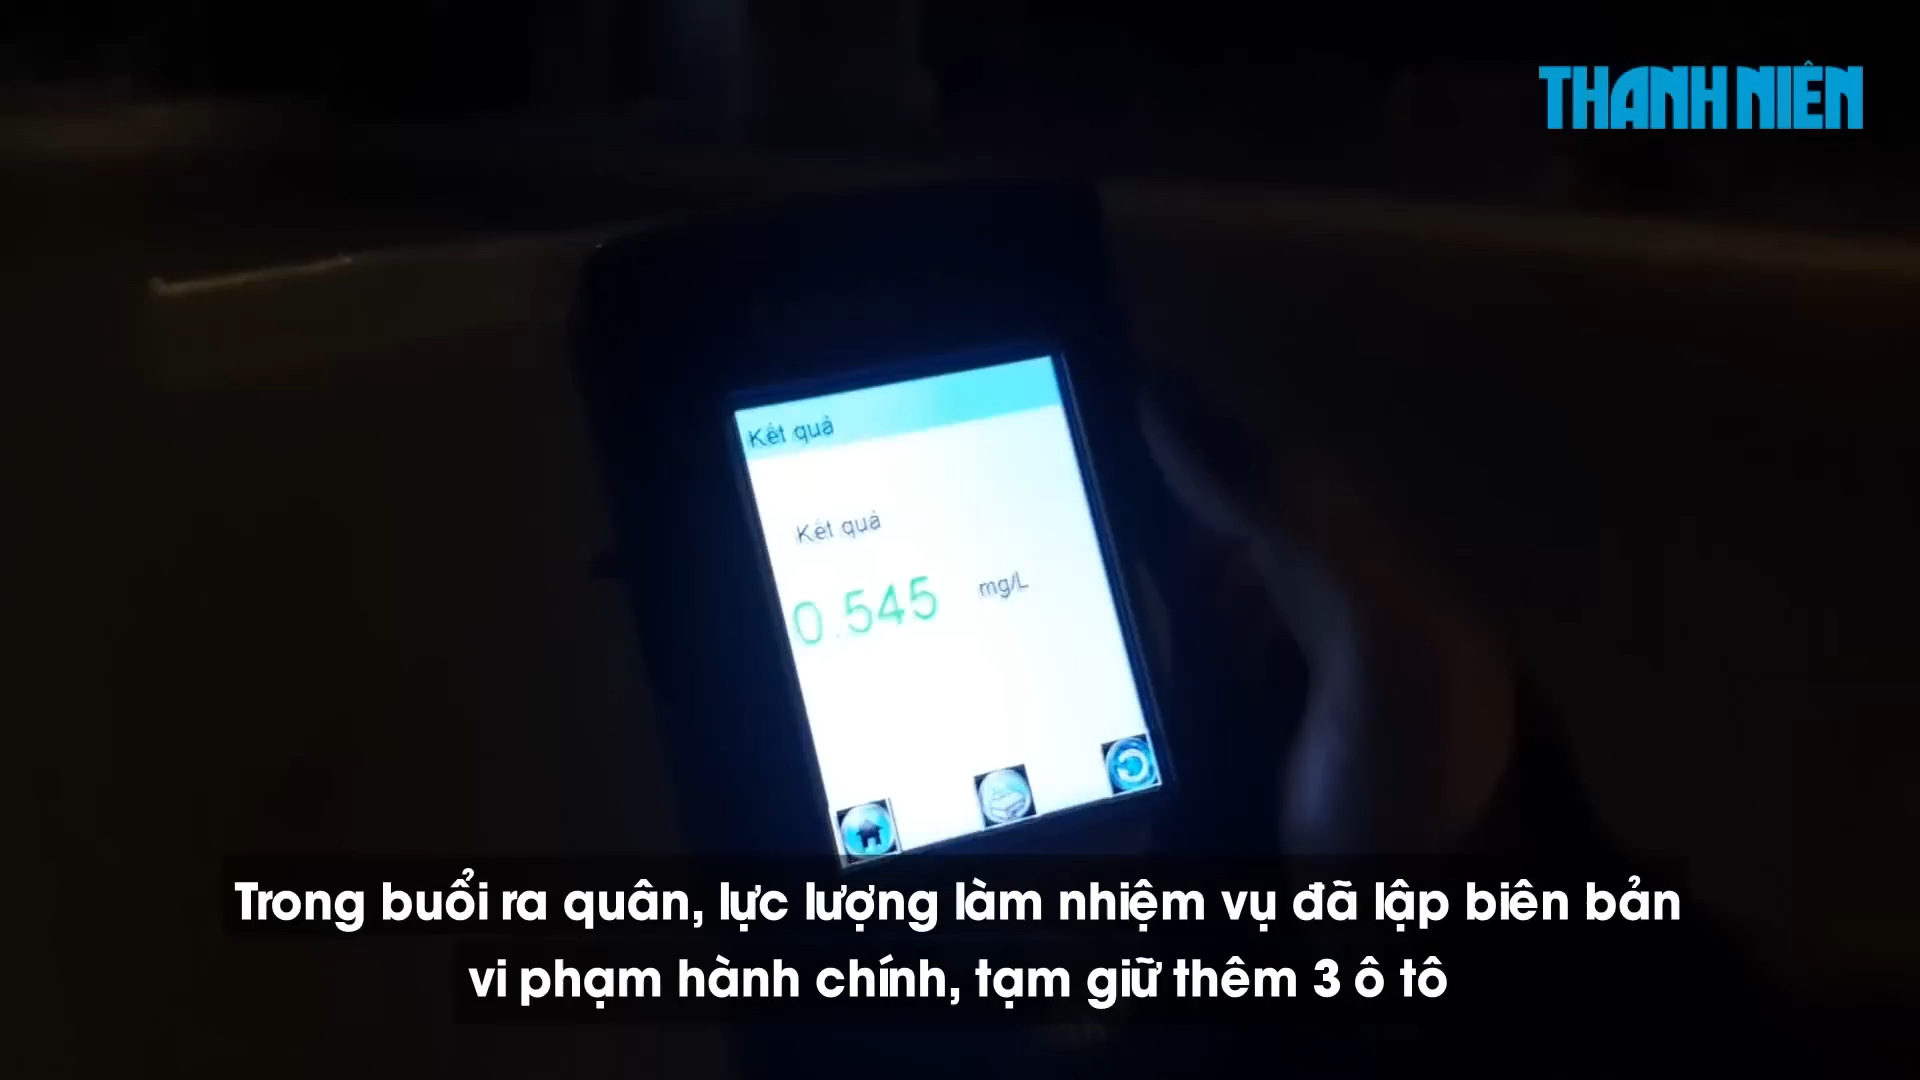 THANH NIÊN
Kết quả
Kết quả
0.545 mg/L
Trong buổi ra quân, lực lượng làm nhiệm vụ đã lập biên bản
vi phạm hành chính, tạm giữ thêm 3 ô tô